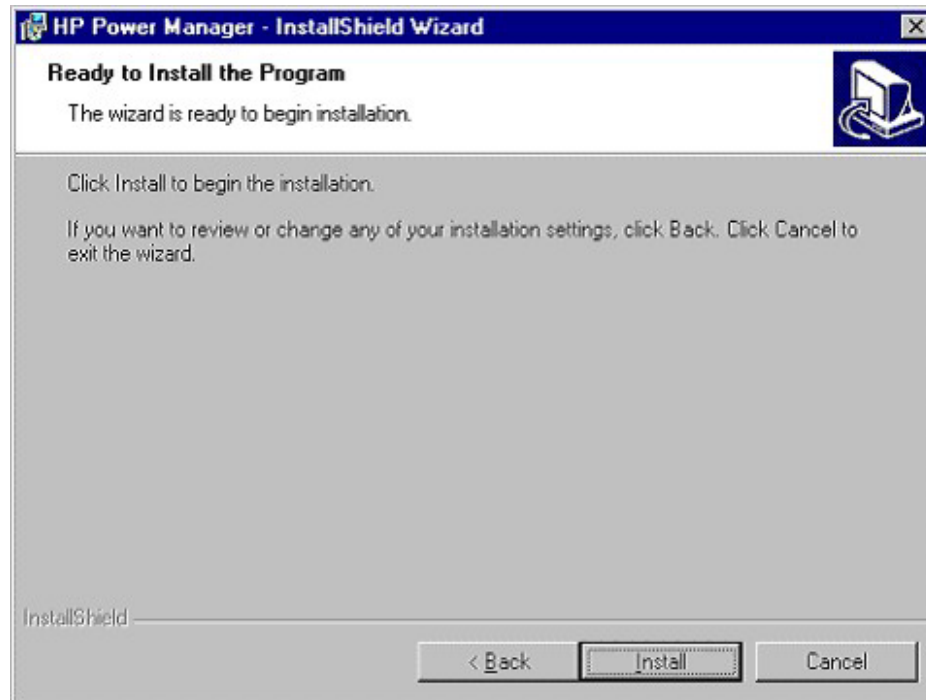 HP Power Manager - InstallShield Wizard
Ready to Install the Program
The wizard is ready to begin installation.
Click Install to begin the installation.
If you want to review or change any of your installation settings, click Back. Click Cancel to
exit the wizard.
InstallShield
< Back
Install
Cancel